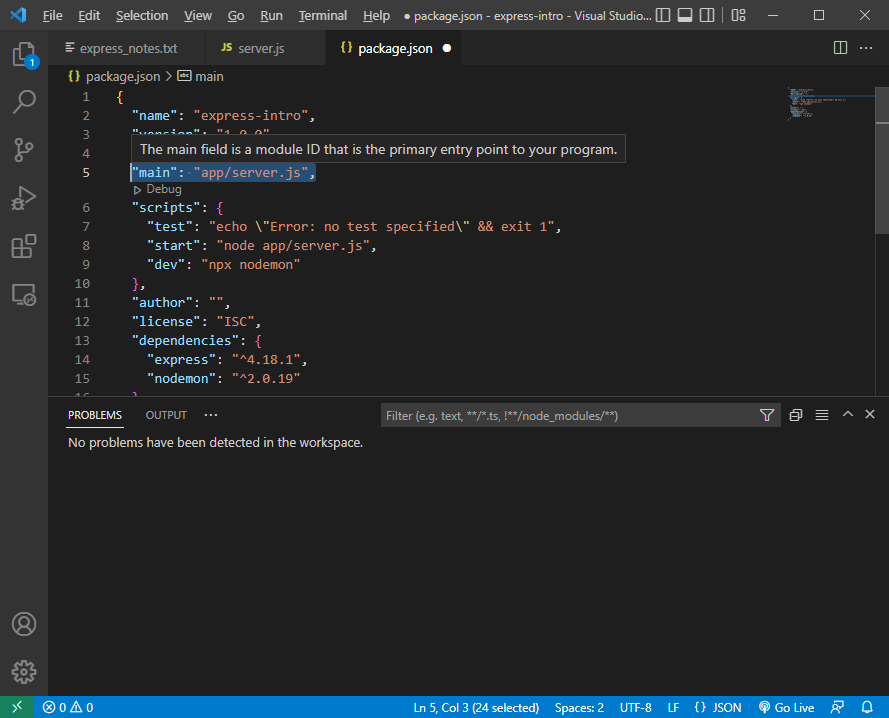 File Edit Selection View Go Run Terminal Help ● package.json - express-intro - Visual Studio...
1
express_notes.txt JS server.js {} package.json ●
{} package.json > abc main
1 {
2 "name": "express-intro",
3 "version": "1.0.0",
4 The main field is a module ID that is the primary entry point to your program.
5 "main": "app/server.js",
Debug
6 "scripts": {
7 "test": "echo \"Error: no test specified\" && exit 1",
8 "start": "node app/server.js",
9 "dev": "npx nodemon"
10 },
11 "author": "",
12 "license": "ISC",
13 "dependencies": {
14 "express": "^4.18.1",
15 "nodemon": "^2.0.19"
16 }
PROBLEMS OUTPUT ··· Filter (e.g. text, **/*.ts, !**/node_modules/**)
No problems have been detected in the workspace.
0 0 Ln 5, Col 3 (24 selected) Spaces: 2 UTF-8 LF {} JSON Go Live